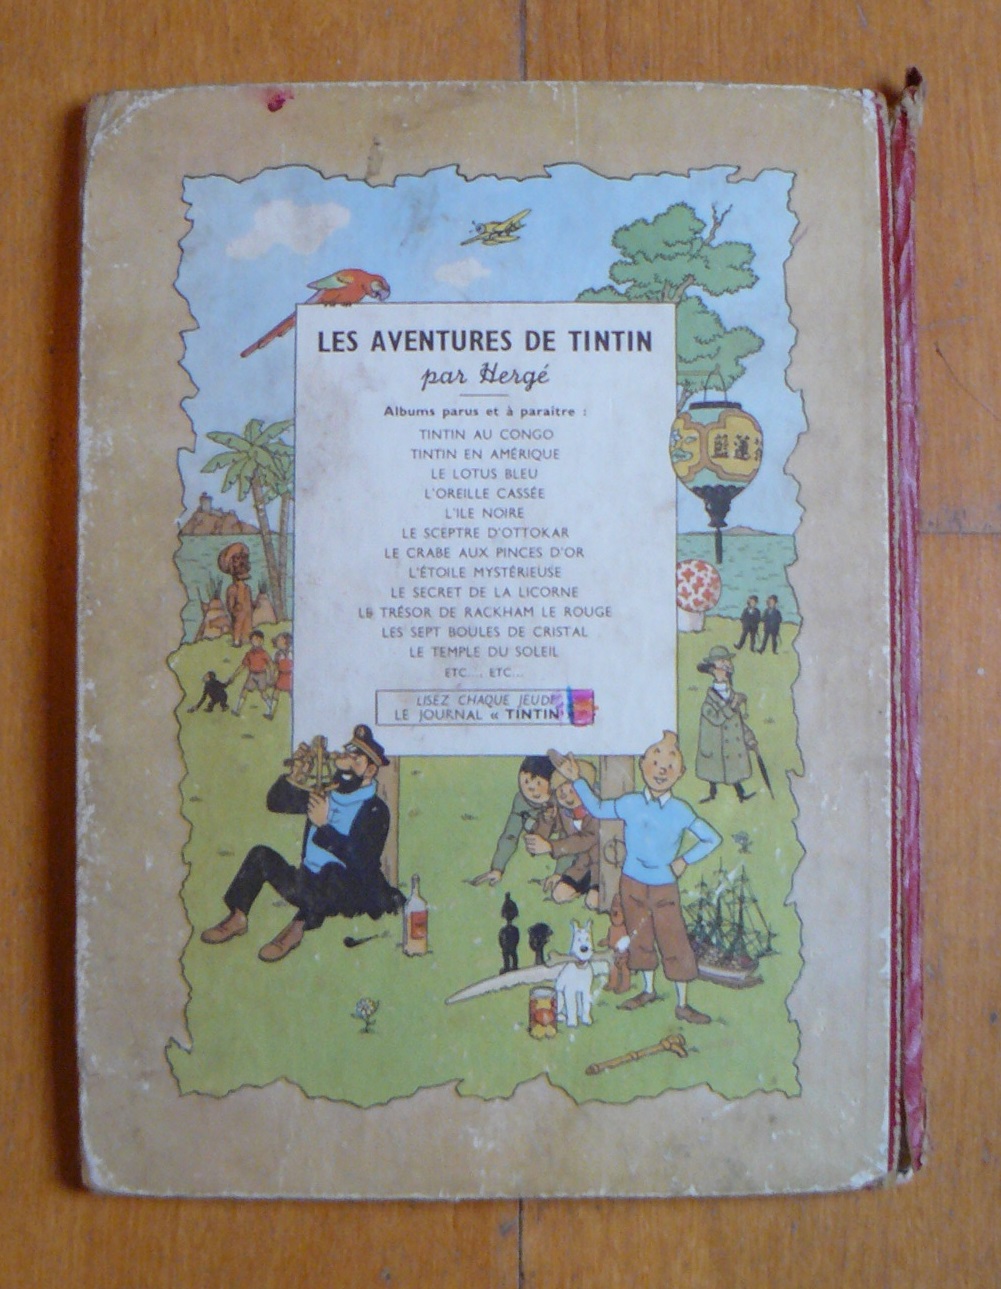 LES AVENTURES DE TINTIN
par Hergé
Albums parus et à paraître :
TINTIN AU CONGO
TINTIN EN AMÉRIQUE
LE LOTUS BLEU
L'OREILLE CASSÉE
L'ILE NOIRE
LE SCEPTRE D'OTTOKAR
LE CRABE AUX PINCES D'OR
L'ÉTOILE MYSTÉRIEUSE
LE SECRET DE LA LICORNE
LE TRÉSOR DE RACKHAM LE ROUGE
LES SEPT BOULES DE CRISTAL
LE TEMPLE DU SOLEIL
ETC... ETC...
LISEZ CHAQUE JEUDI
LE JOURNAL « TINTIN